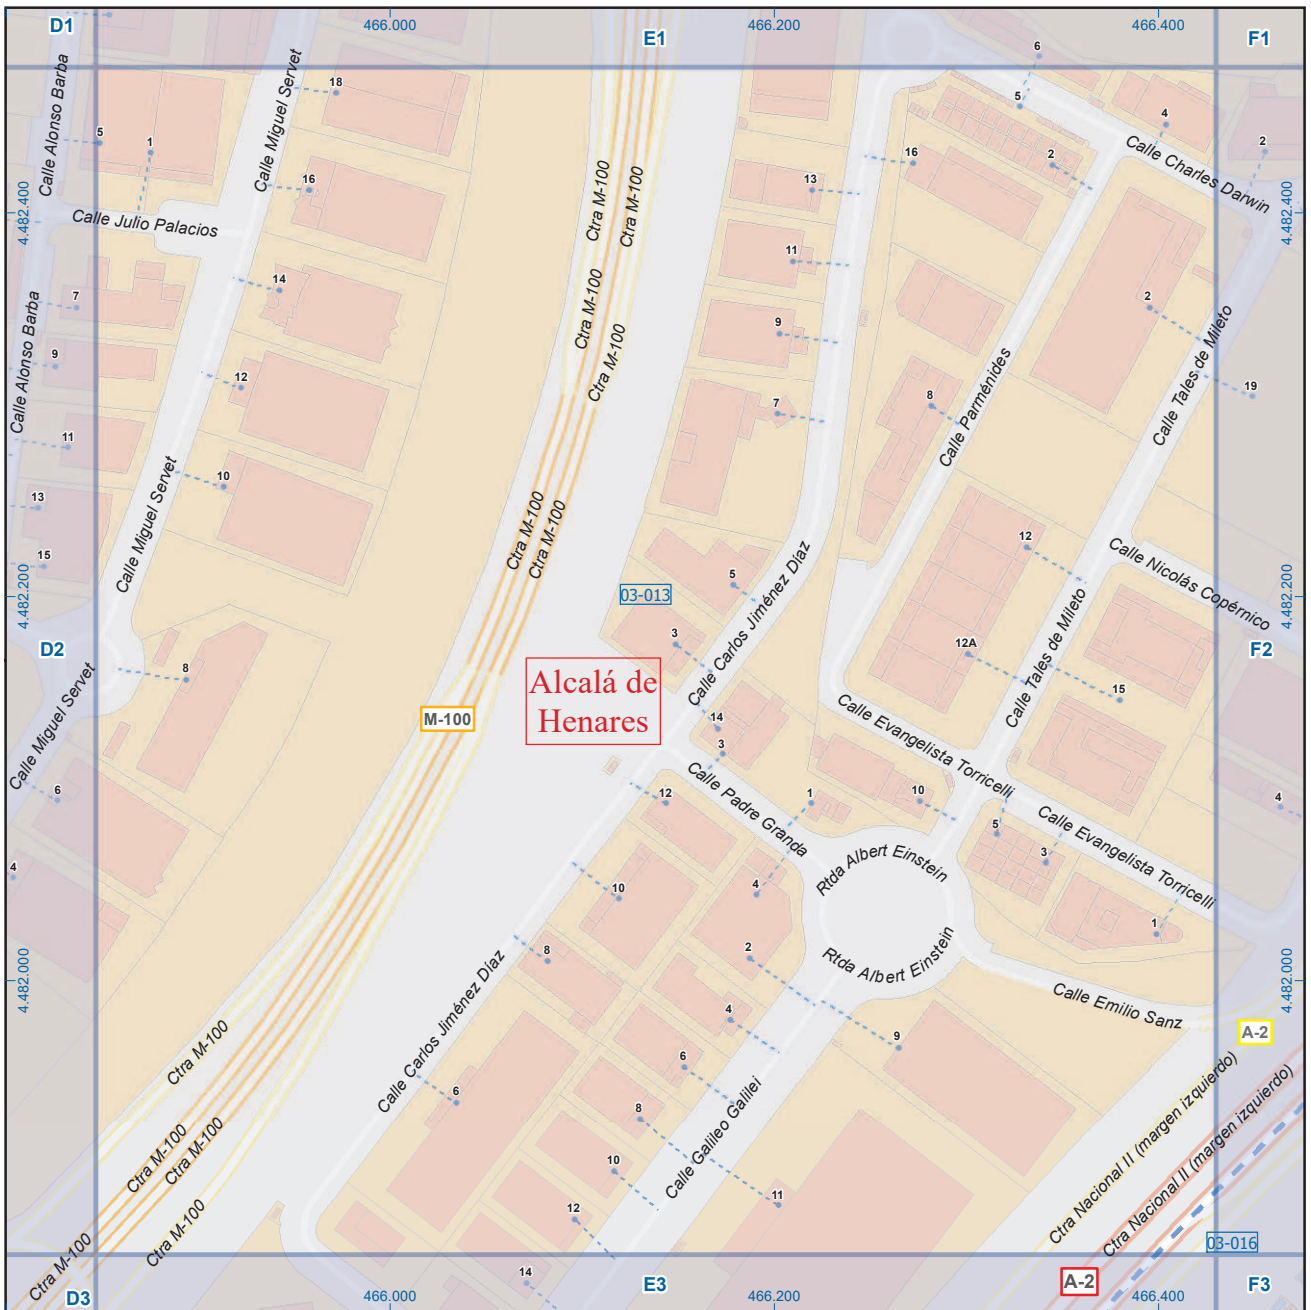 D1
466.000
E1
466.200
466.400
F1
Calle Alonso Barba
Calle Miguel Servet
18
6
5
4
2
5
1
16
2
Calle Charles Darwin
16
13
Ctra M-100
Ctra M-100
4.482.400
4.482.400
Calle Julio Palacios
11
14
7
Calle Alonso Barba
Ctra M-100
Ctra M-100
9
2
Calle Tales de Mileto
9
12
Calle Parménides
8
19
7
11
10
Calle Miguel Servet
13
Ctra M-100
Ctra M-100
12
15
Calle Carlos Jiménez Díaz
Calle Nicolás Copérnico
5
03-013
4.482.200
4.482.200
3
D2
F2
12A
Calle Tales de Mileto
8
Calle Miguel Servet
Alcalá de
Henares
15
M-100
14
3
Calle Evangelista Torricelli
6
12
Calle Padre Granda
1
10
4
5
Calle Evangelista Torricelli
3
Rtda Albert Einstein
4
10
4
1
8
2
Rtda Albert Einstein
4.482.000
4.482.000
Calle Carlos Jiménez Díaz
Calle Emilio Sanz
4
9
A-2
Ctra M-100
6
6
8
Calle Galileo Galilei
Ctra Nacional II (margen izquierdo)
Ctra Nacional II (margen izquierdo)
Ctra M-100
Ctra M-100
10
11
12
Ctra M-100
Ctra M-100
03-016
14
D3
466.000
E3
466.200
A-2
466.400
F3